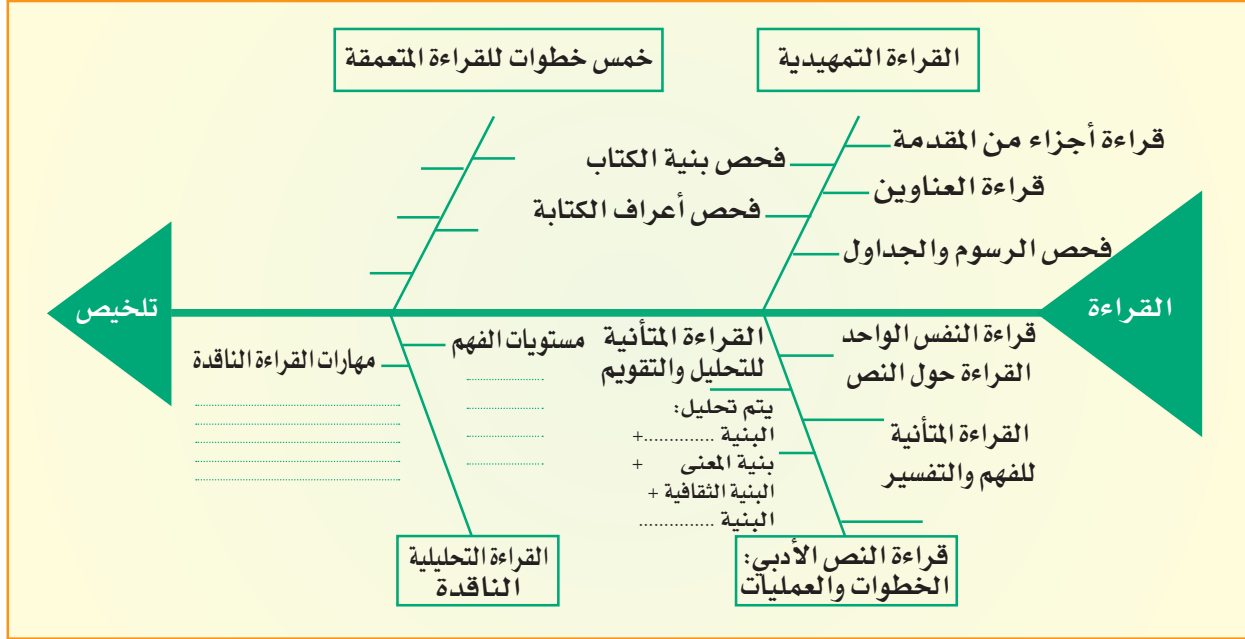 القراءة التمهيدية
خمس خطوات للقراءة المتعمقة
قراءة أجزاء من المقدمة
فحص بنية الكتاب
قراءة العناوين
فحص أعراف الكتابة
فحص الرسوم والجداول
القراءة
تلخيص
قراءة النفس الواحد
القراءة حول النص
القراءة المتأنية
للفهم والتفسير
القراءة المتأنية
للتحليل والتقويم
يتم تحليل:
البنية ..............+
بنية المعنى +
البنية الثقافية +
البنية ...............
قراءة النص الأدبي:
الخطوات والعمليات
مستويات الفهم
مهارات القراءة الناقدة
القراءة التحليلية
الناقدة